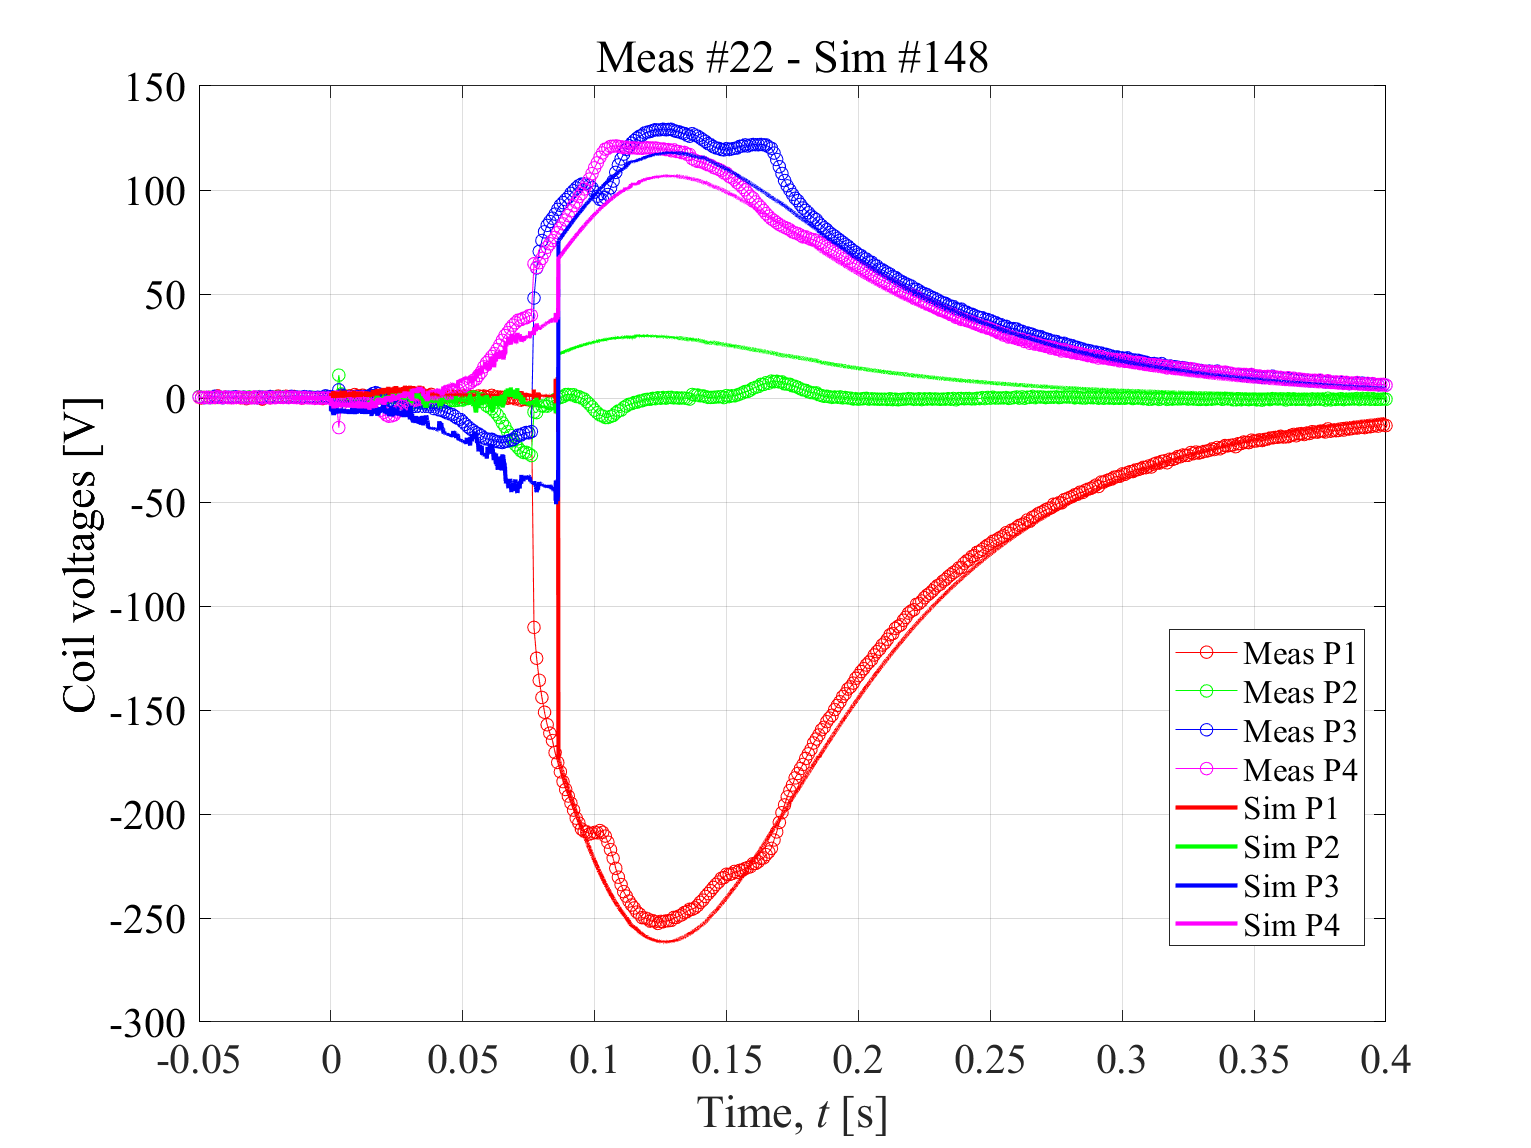 Meas #22 - Sim #148
150
100
50
0
-50
-100
-150
-200
-250
-300
Coil voltages [V]
-0.05 0 0.05 0.1 0.15 0.2 0.25 0.3 0.35 0.4
Time, t [s]
Meas P1
Meas P2
Meas P3
Meas P4
Sim P1
Sim P2
Sim P3
Sim P4